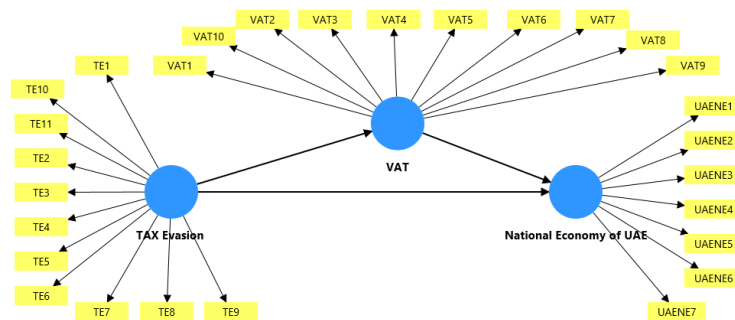 VAT2
VAT3
VAT4
VAT5
VAT6
VAT7
VAT10
VAT8
VAT1
VAT9
TE1
TE10
TE11
TE2
TE3
TE4
TE5
TE6
TE7
TE8
TE9
TAX Evasion
VAT
National Economy of UAE
UAENE1
UAENE2
UAENE3
UAENE4
UAENE5
UAENE6
UAENE7